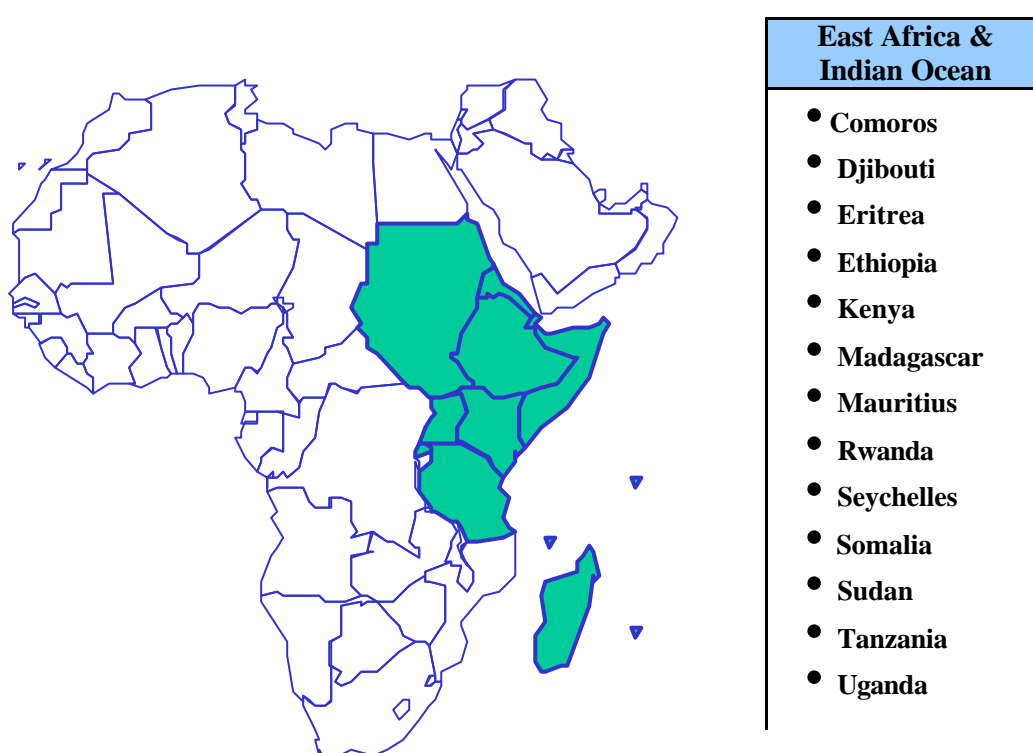 East Africa &
Indian Ocean
• Comoros
• Djibouti
• Eritrea
• Ethiopia
• Kenya
• Madagascar
• Mauritius
• Rwanda
• Seychelles
• Somalia
• Sudan
• Tanzania
• Uganda